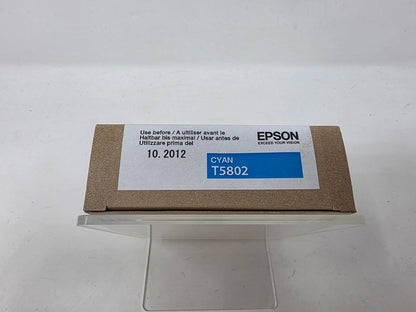 Use before / A utiliser avant le
Haltbar bis maximal / Usar antes de
Utilizzare prima del
10. 2012
EPSON
EXCEED YOUR VISION
CYAN
T5802